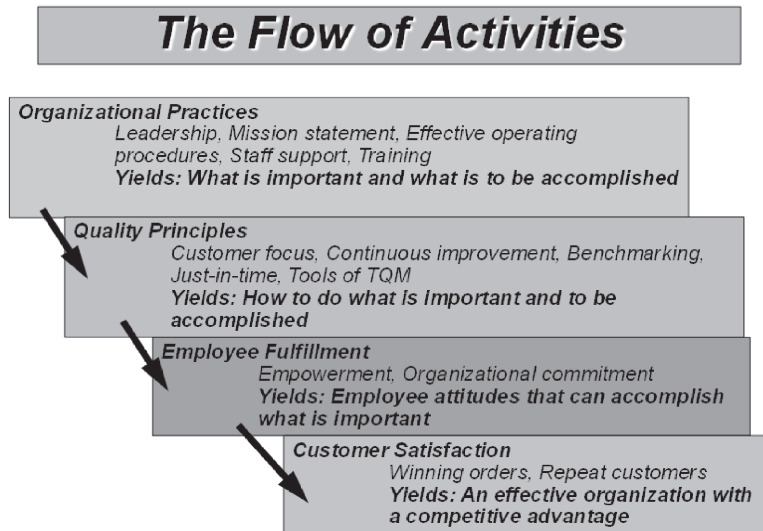 The Flow of Activities
Organizational Practices
Leadership, Mission statement, Effective operating
procedures, Staff support, Training
Yields: What is important and what is to be accomplished
Quality Principles
Customer focus, Continuous improvement, Benchmarking,
Just-in-time, Tools of TQM
Yields: How to do what is important and to be
accomplished
Employee Fulfillment
Empowerment, Organizational commitment
Yields: Employee attitudes that can accomplish
what is important
Customer Satisfaction
Winning orders, Repeat customers
Yields: An effective organization with
a competitive advantage